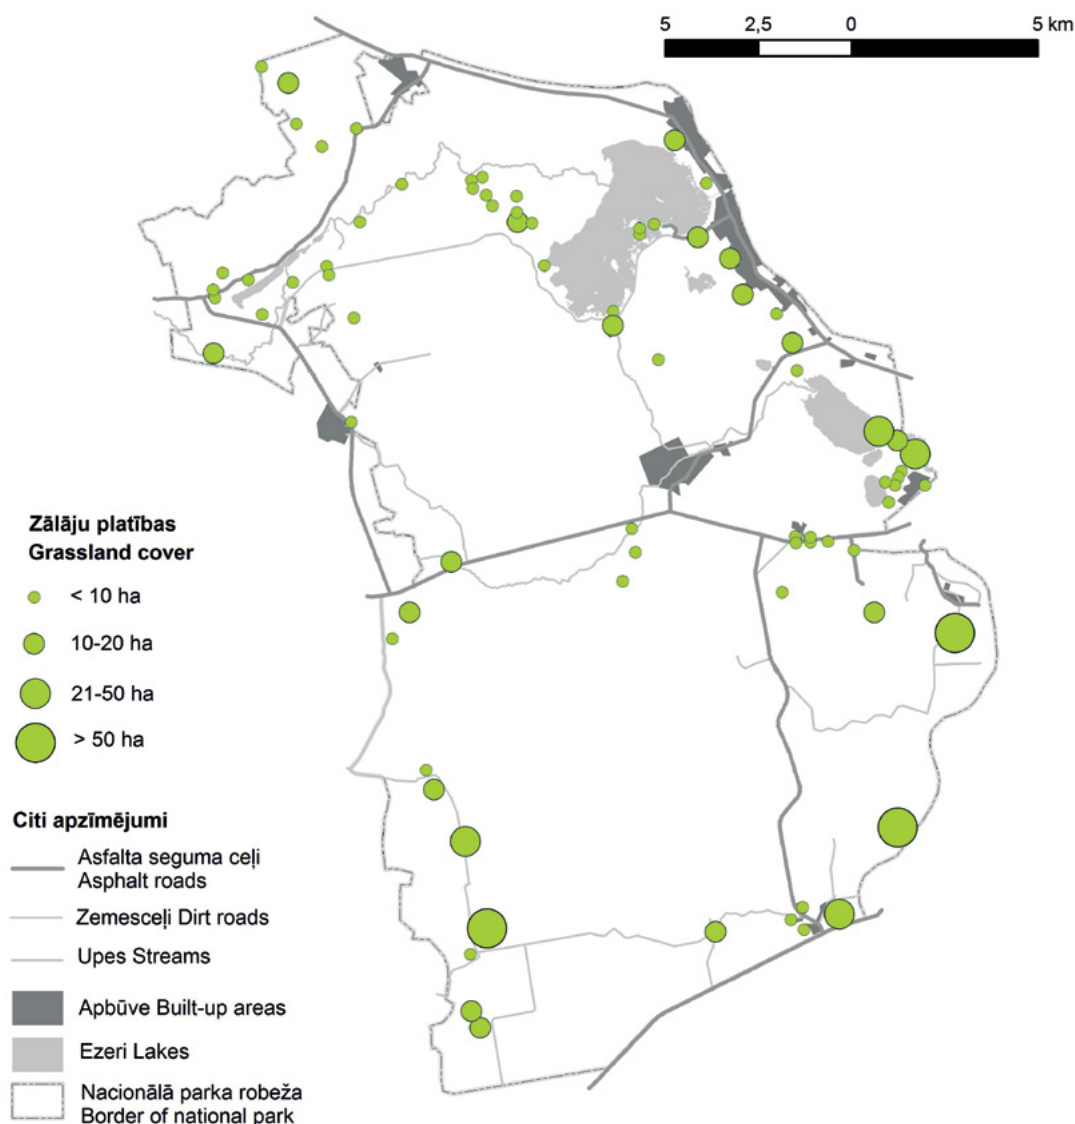 5 2,5 0 5 km
Zālāju platības
Grassland cover
< 10 ha
10-20 ha
21-50 ha
> 50 ha
Citi apzīmējumi
Asfalta seguma ceļi
Asphalt roads
Zemesceļi Dirt roads
Upes Streams
Apbūve Built-up areas
Ezeri Lakes
Nacionālā parka robeža
Border of national park